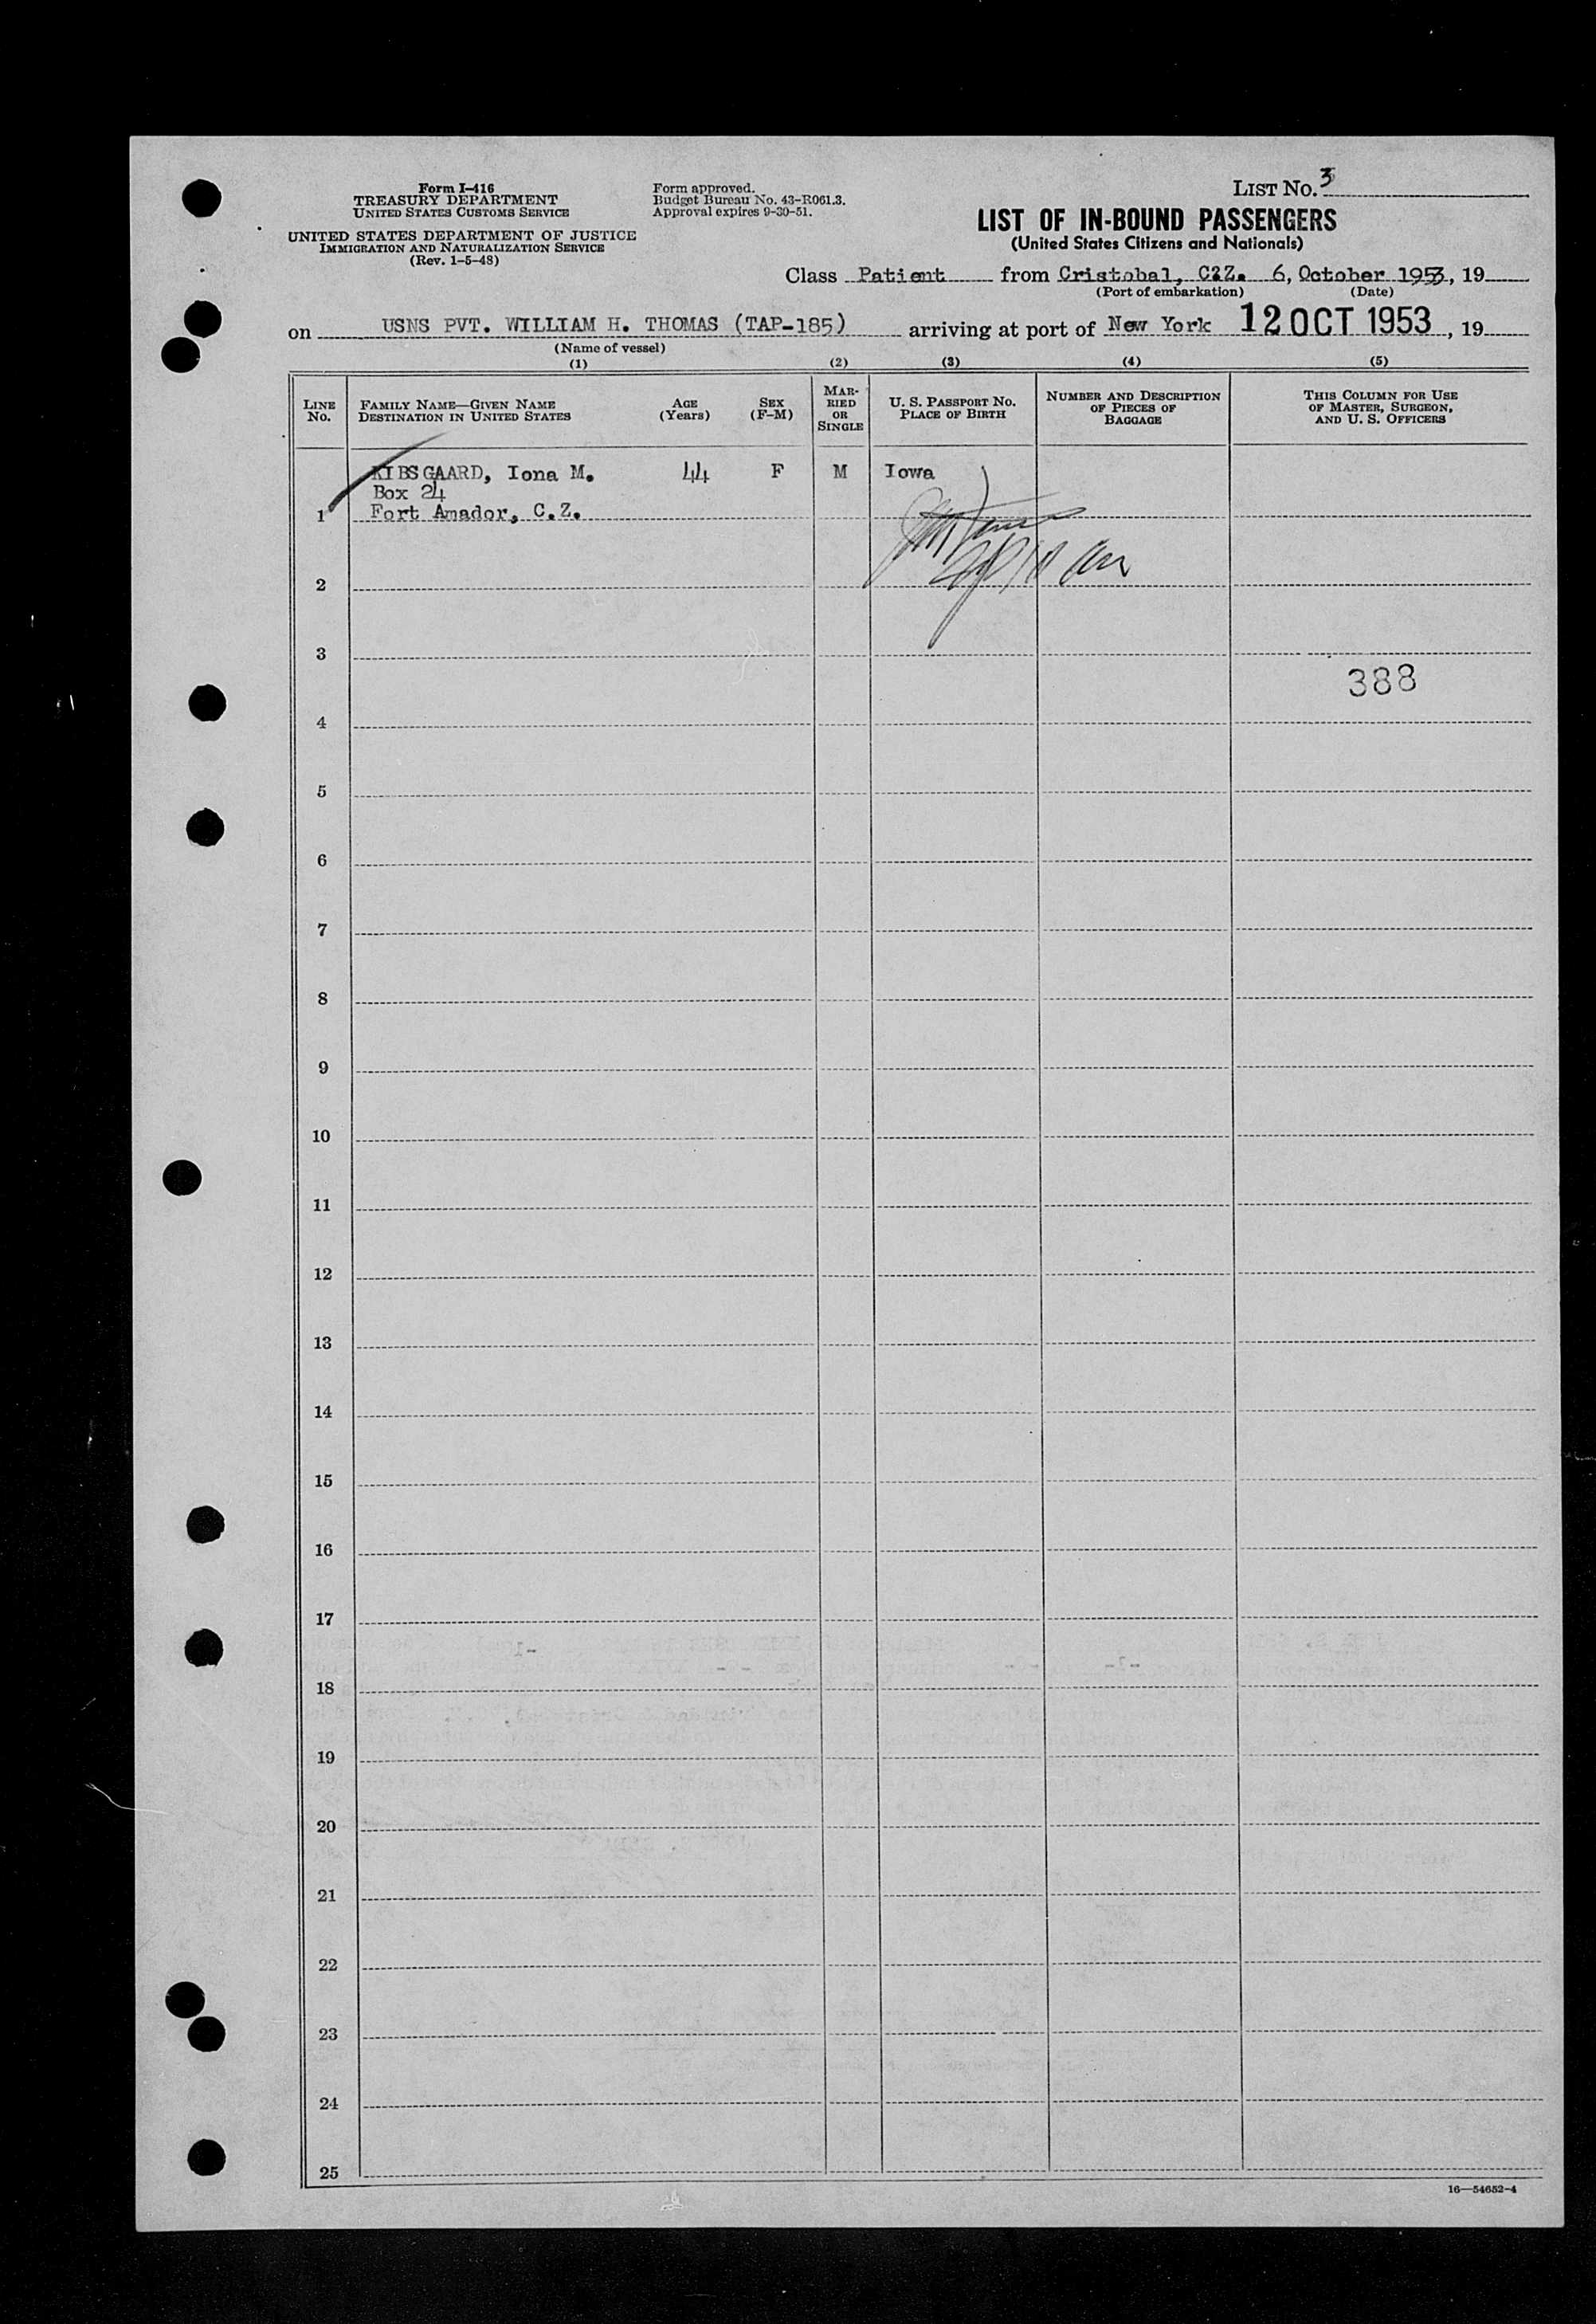 Form I-416
TREASURY DEPARTMENT
UNITED STATES CUSTOMS SERVICE
UNITED STATES DEPARTMENT OF JUSTICE
IMMIGRATION AND NATURALIZATION SERVICE
(Rev. 1-5-48)
Form approved.
Budget Bureau No. 43-R061.3.
Approval expires 9-30-51.
LIST No. 3
LIST OF IN-BOUND PASSENGERS
(United States Citizens and Nationals)
Class Patient from Cristobal, CZZ. 6, October 1953, 19
(Port of embarkation) (Date)
on USNS PVT. WILLIAM H. THOMAS (TAP-185) arriving at port of New York 12 OCT 1953, 19
(Name of vessel)
(1) (2) (3) (4) (5)
LINE No. FAMILY NAME—GIVEN NAME DESTINATION IN UNITED STATES AGE (Years) SEX (F-M) MARRIED OR SINGLE U. S. PASSPORT No. PLACE OF BIRTH NUMBER AND DESCRIPTION OF PIECES OF BAGGAGE THIS COLUMN FOR USE OF MASTER, SURGEON, AND U. S. OFFICERS
KIBSGAARD, Iona M. 44 F M Iowa
Box 24
1 Fort Amador, C.Z.
2
3
388
4
5
6
7
8
9
10
11
12
13
14
15
16
17
18
19
20
21
22
23
24
25
16—54652-4